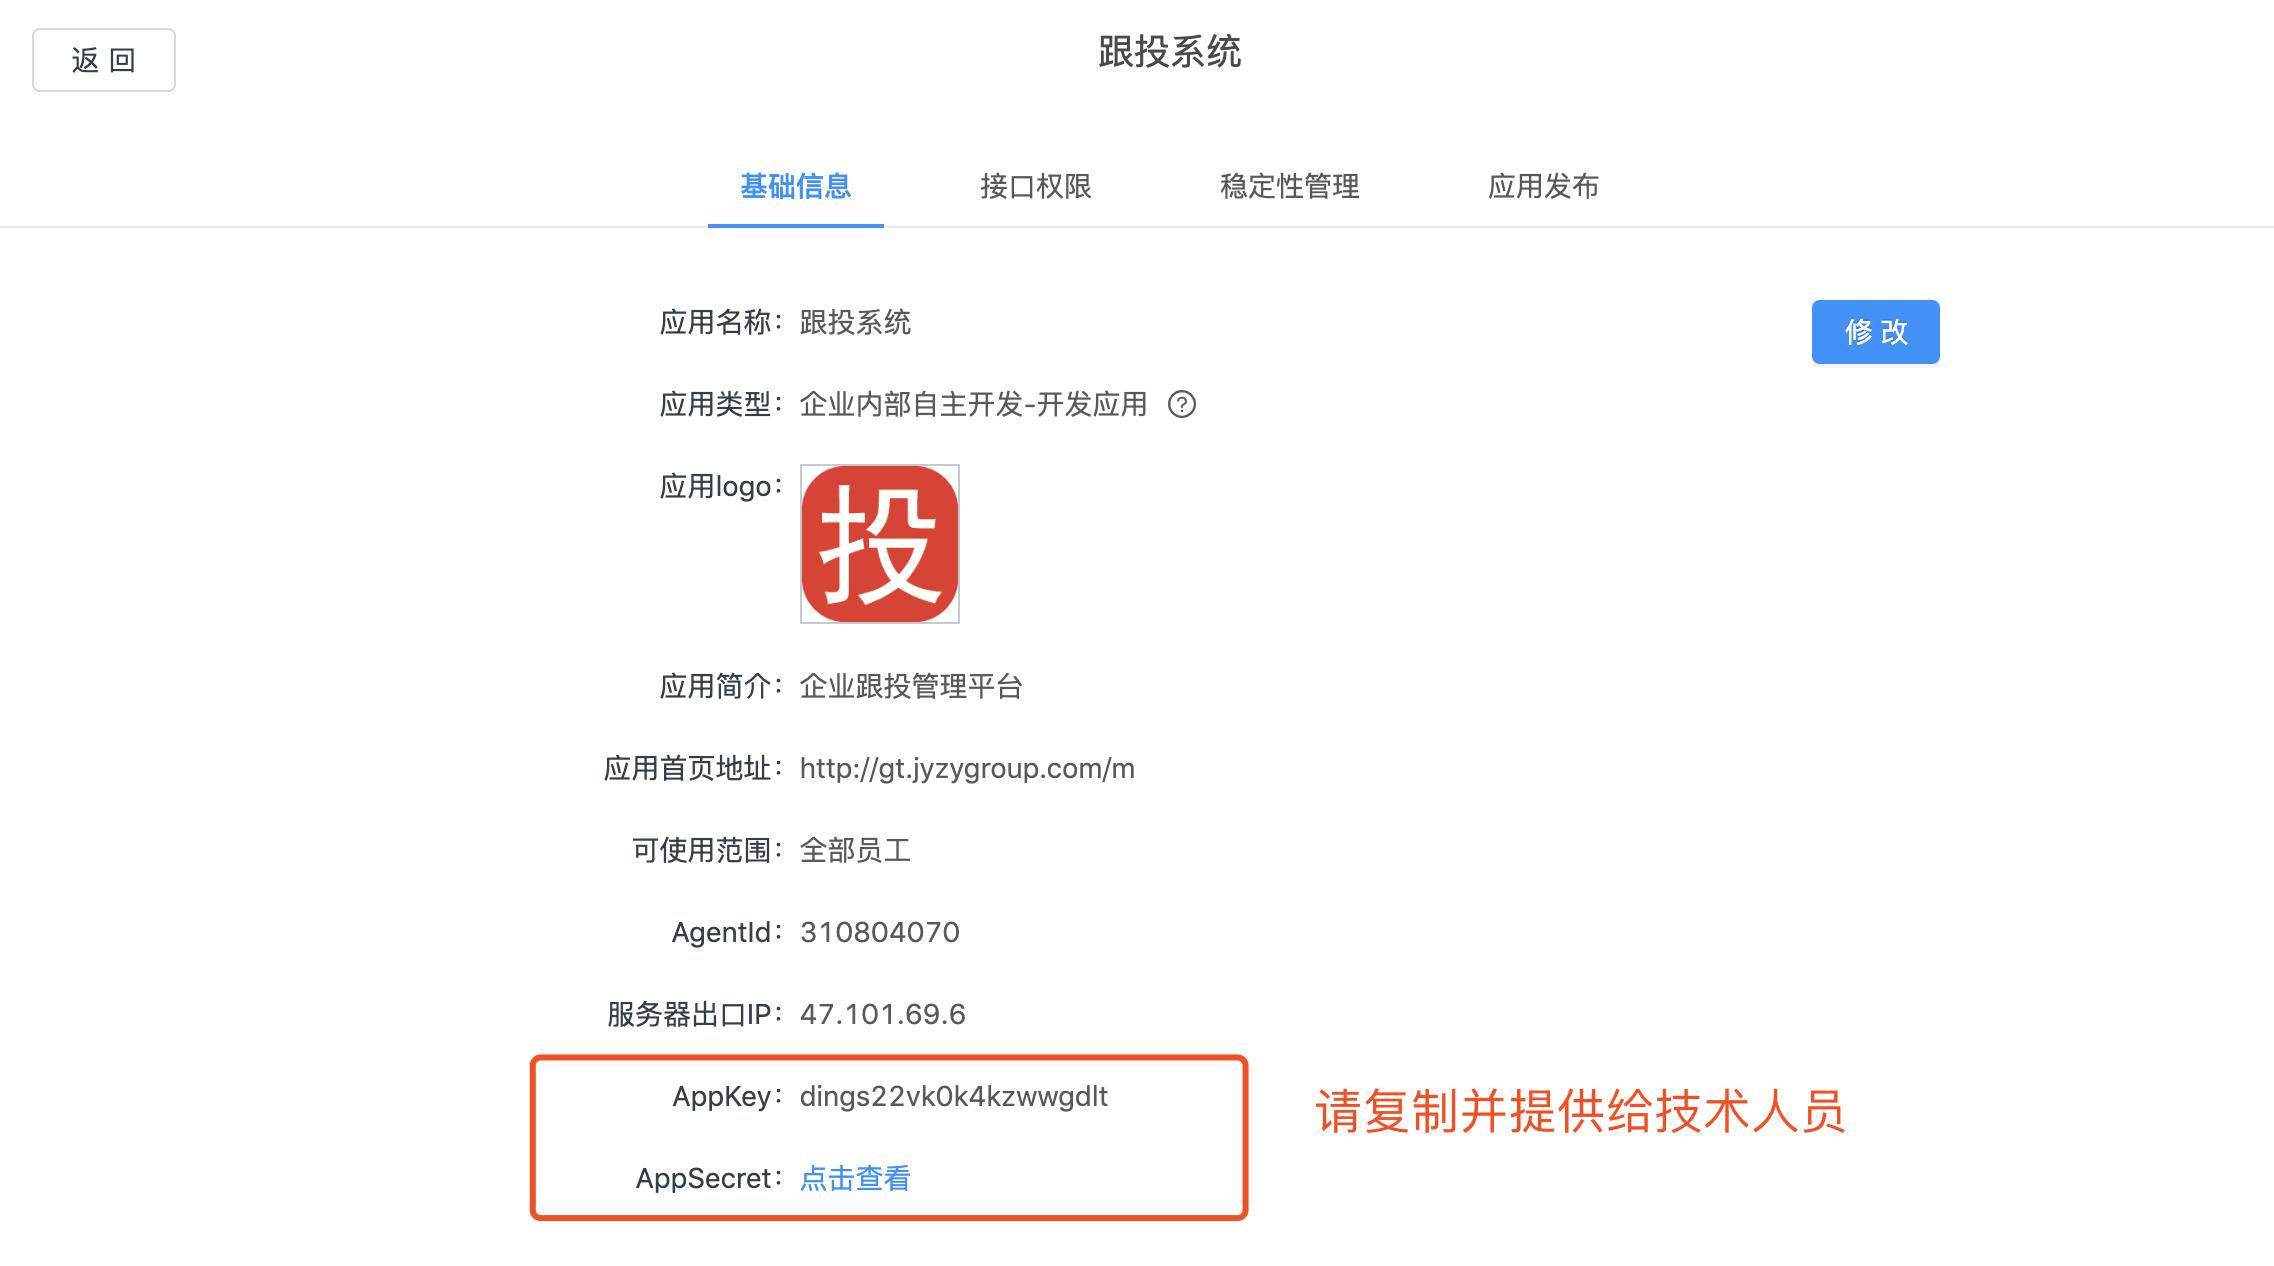 返 回
跟投系统
基础信息 接口权限 稳定性管理 应用发布
应用名称： 跟投系统
修 改
应用类型： 企业内部自主开发-开发应用 ?
应用logo：
投
应用简介： 企业跟投管理平台
应用首页地址： http://gt.jyzygroup.com/m
可使用范围： 全部员工
AgentId： 310804070
服务器出口IP： 47.101.69.6
AppKey： dings22vk0k4kzwwgdlt
请复制并提供给技术人员
AppSecret： 点击查看